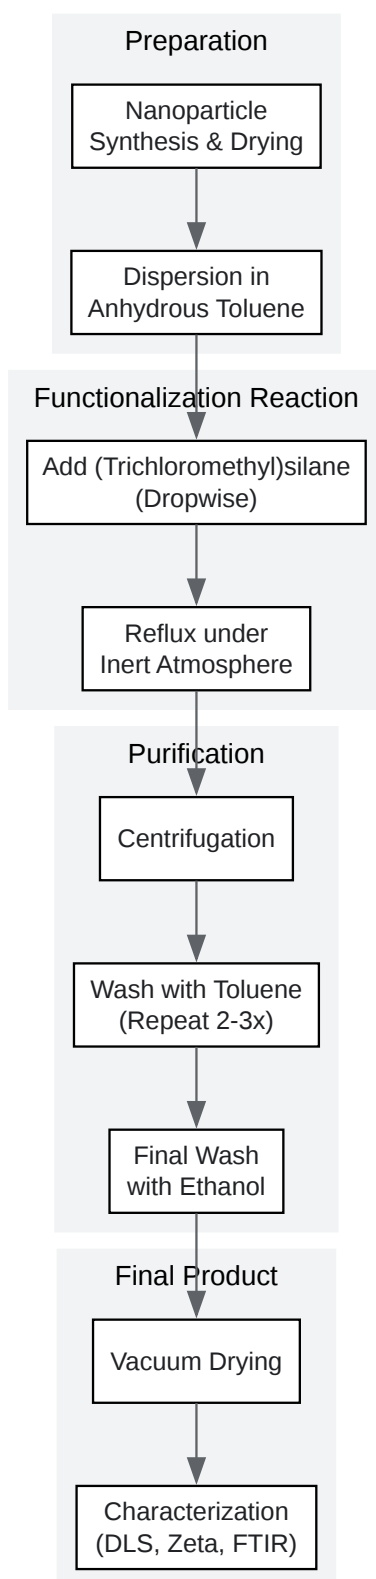 Preparation
Nanoparticle
Synthesis & Drying
Dispersion in
Anhydrous Toluene
Functionalization Reaction
Add (Trichloromethyl)silane
(Dropwise)
Reflux under
Inert Atmosphere
Purification
Centrifugation
Wash with Toluene
(Repeat 2-3x)
Final Wash
with Ethanol
Final Product
Vacuum Drying
Characterization
(DLS, Zeta, FTIR)